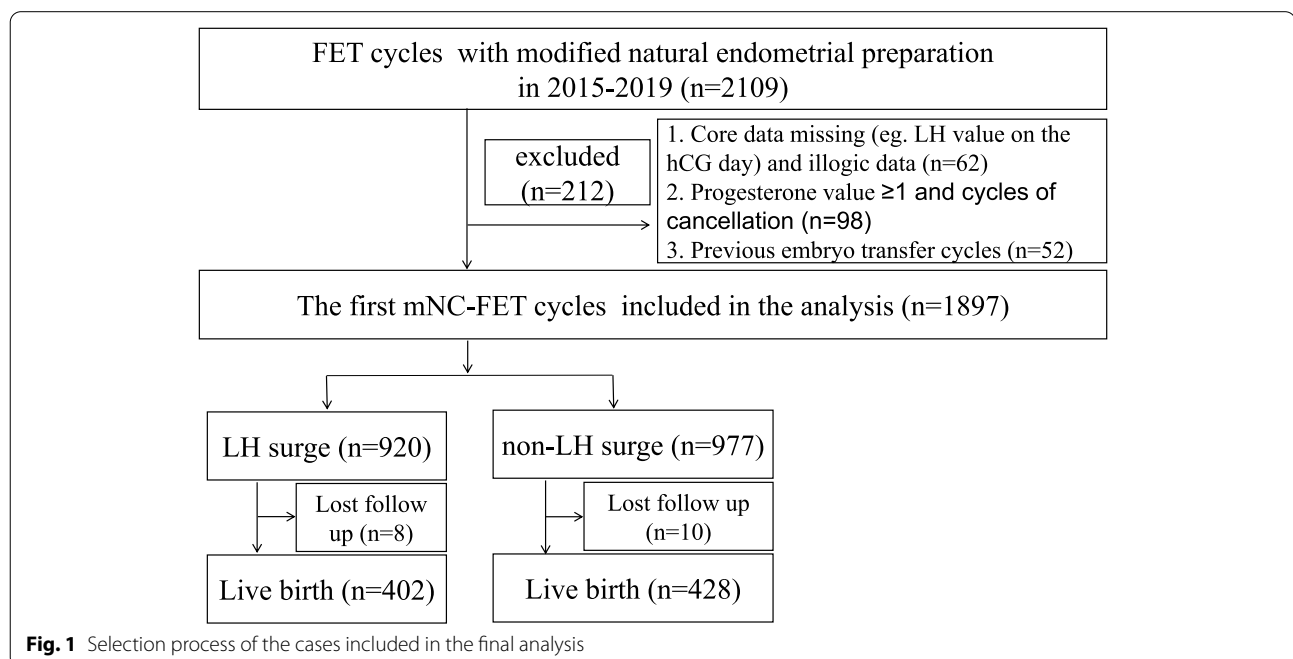 FET cycles with modified natural endometrial preparation
in 2015-2019 (n=2109)
excluded
(n=212)
1. Core data missing (eg. LH value on the
hCG day) and illogic data (n=62)
2. Progesterone value ≥1 and cycles of
cancellation (n=98)
3. Previous embryo transfer cycles (n=52)
The first mNC-FET cycles included in the analysis (n=1897)
LH surge (n=920)
non-LH surge (n=977)
Lost follow
up (n=8)
Lost follow up
(n=10)
Live birth (n=402)
Live birth (n=428)
Fig. 1 Selection process of the cases included in the final analysis